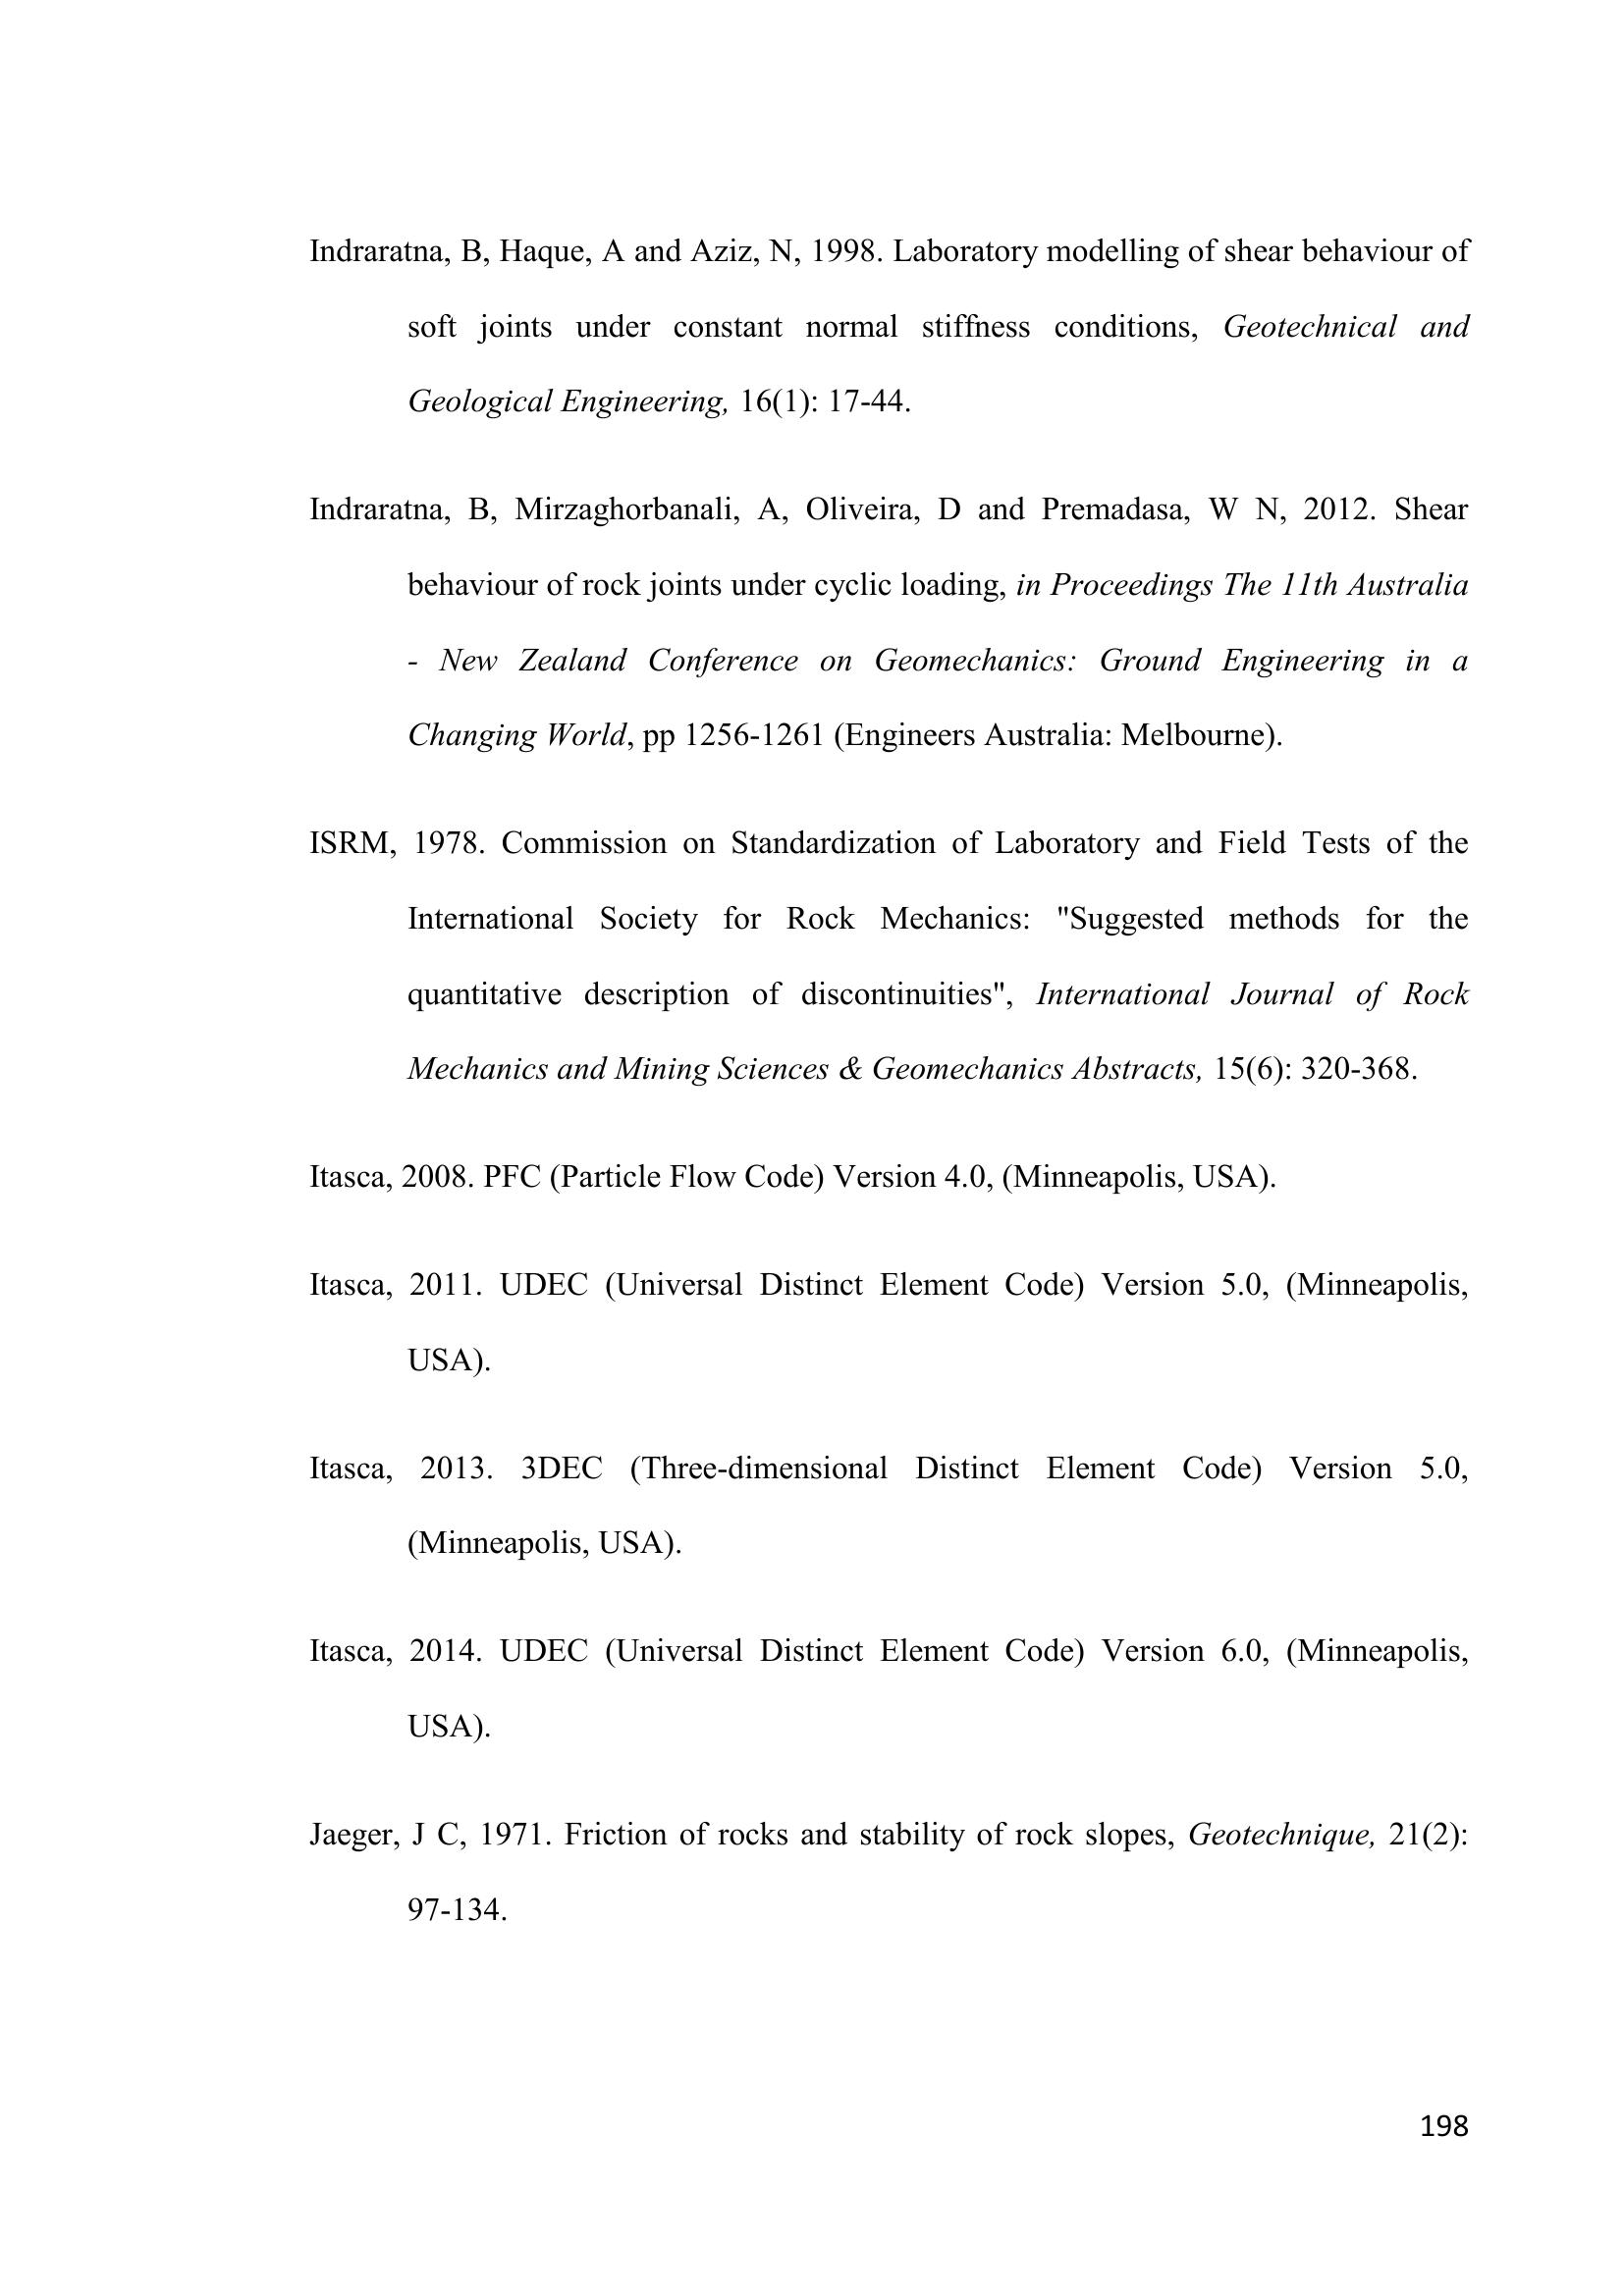 Indraratna, B, Haque, A and Aziz, N, 1998. Laboratory modelling of shear behaviour of
soft joints under constant normal stiffness conditions, Geotechnical and
Geological Engineering, 16(1): 17-44.
Indraratna, B, Mirzaghorbanali, A, Oliveira, D and Premadasa, W N, 2012. Shear
behaviour of rock joints under cyclic loading, in Proceedings The 11th Australia
- New Zealand Conference on Geomechanics: Ground Engineering in a
Changing World, pp 1256-1261 (Engineers Australia: Melbourne).
ISRM, 1978. Commission on Standardization of Laboratory and Field Tests of the
International Society for Rock Mechanics: "Suggested methods for the
quantitative description of discontinuities", International Journal of Rock
Mechanics and Mining Sciences & Geomechanics Abstracts, 15(6): 320-368.
Itasca, 2008. PFC (Particle Flow Code) Version 4.0, (Minneapolis, USA).
Itasca, 2011. UDEC (Universal Distinct Element Code) Version 5.0, (Minneapolis,
USA).
Itasca, 2013. 3DEC (Three-dimensional Distinct Element Code) Version 5.0,
(Minneapolis, USA).
Itasca, 2014. UDEC (Universal Distinct Element Code) Version 6.0, (Minneapolis,
USA).
Jaeger, J C, 1971. Friction of rocks and stability of rock slopes, Geotechnique, 21(2):
97-134.
198